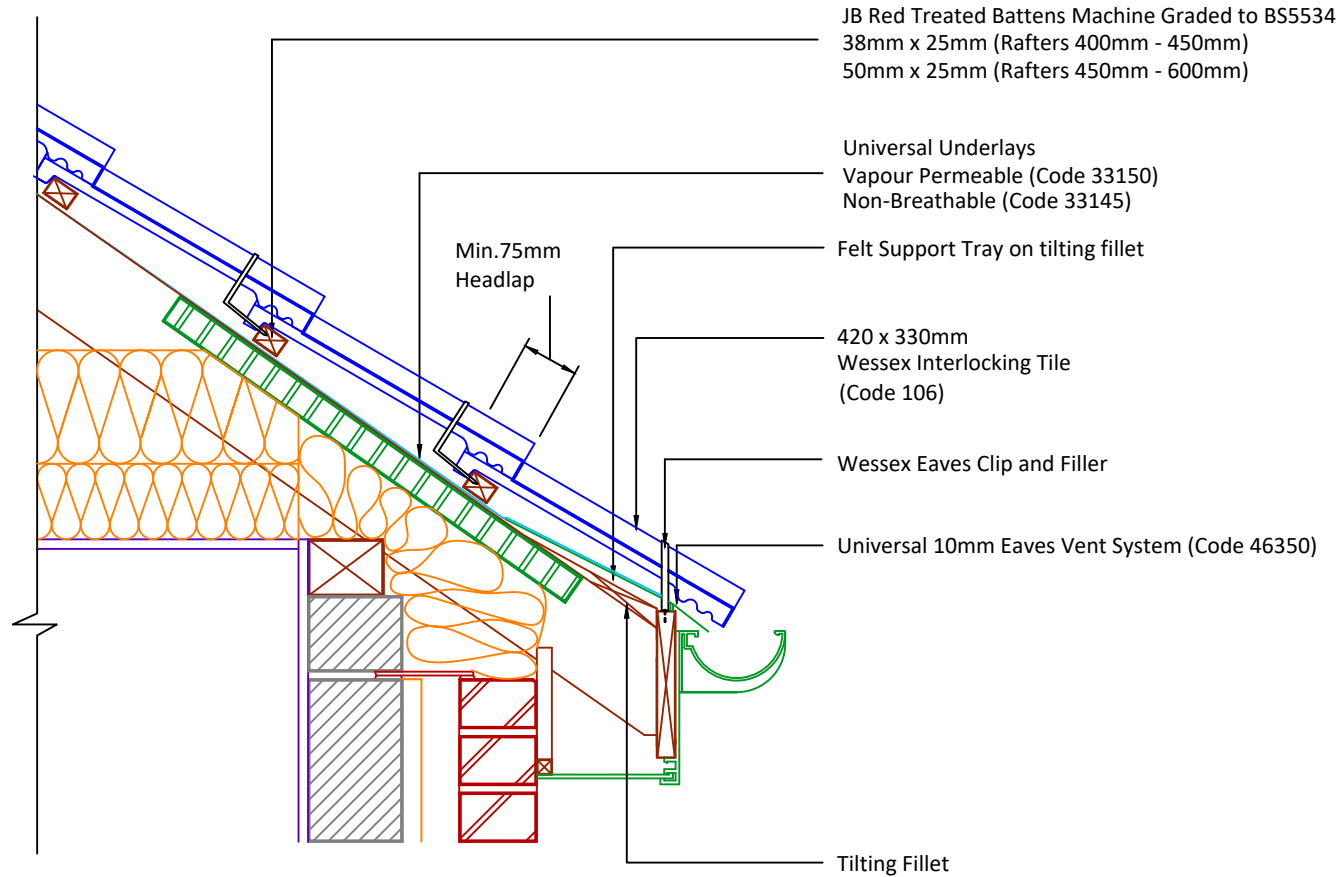 JB Red Treated Battens Machine Graded to BS5534
38mm x 25mm (Rafters 400mm - 450mm)
50mm x 25mm (Rafters 450mm - 600mm)
Universal Underlays
Vapour Permeable (Code 33150)
Non-Breathable (Code 33145)
Min.75mm
Headlap
Felt Support Tray on tilting fillet
420 x 330mm
Wessex Interlocking Tile
(Code 106)
Wessex Eaves Clip and Filler
Universal 10mm Eaves Vent System (Code 46350)
Tilting Fillet